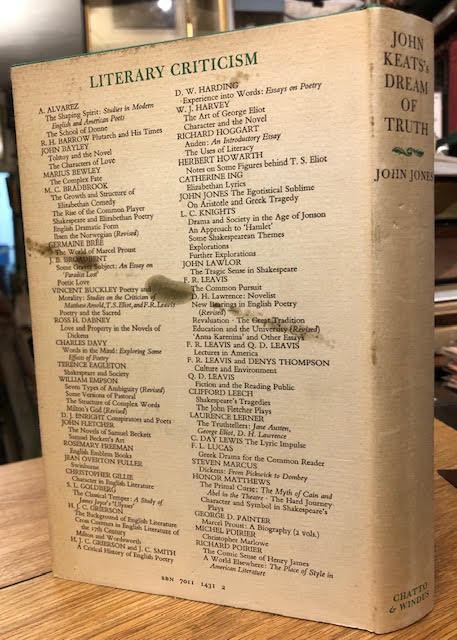 LITERARY CRITICISM
A. ALVAREZ
The Shaping Spirit: Studies in Modern
English and American Poets
The School of Donne
R. H. BARROW Plutarch and His Times
JOHN BAYLEY
Tolstoy and the Novel
The Characters of Love
MARIUS BEWLEY
The Complex Fate
M. C. BRADBROOK
The Growth and Structure of
Elizabethan Comedy
The Rise of the Common Player
Shakespeare and Elizabethan Poetry
English Dramatic Form
Ibsen the Norwegian (Revised)
GERMAINE BRÉE
The World of Marcel Proust
J. B. BROADBENT
Some Graver Subject: An Essay on
'Paradise Lost'
Poetic Love
VINCENT BUCKLEY Poetry and
Morality: Studies on the Criticism of
Matthew Arnold, T. S. Eliot, and F. R. Leavis
Poetry and the Sacred
ROSS H. DABNEY
Love and Property in the Novels of
Dickens
CHARLES DAVY
Words in the Mind: Exploring Some
Effects of Poetry
TERENCE EAGLETON
Shakespeare and Society
WILLIAM EMPSON
Seven Types of Ambiguity (Revised)
Some Versions of Pastoral
The Structure of Complex Words
Milton's God (Revised)
D. J. ENRIGHT Conspirators and Poets
JOHN FLETCHER
The Novels of Samuel Beckett
Samuel Beckett's Art
ROSEMARY FREEMAN
English Emblem Books
JEAN OVERTON FULLER
Swinburne
CHRISTOPHER GILLIE
Character in English Literature
S. L. GOLDBERG
The Classical Temper: A Study of
James Joyce's 'Ulysses'
H. J. C. GRIERSON
The Background of English Literature
Cross Currents in English Literature of
the 17th Century
Milton and Wordsworth
H. J. C. GRIERSON and J. C. SMITH
A Critical History of English Poetry
D. W. HARDING
Experience into Words: Essays on Poetry
W. J. HARVEY
The Art of George Eliot
Character and the Novel
RICHARD HOGGART
Auden: An Introductory Essay
The Uses of Literacy
HERBERT HOWARTH
Notes on Some Figures behind T. S. Eliot
CATHERINE ING
Elizabethan Lyrics
JOHN JONES The Egotistical Sublime
On Aristotle and Greek Tragedy
L. C. KNIGHTS
Drama and Society in the Age of Jonson
An Approach to 'Hamlet'
Some Shakespearean Themes
Explorations
Further Explorations
JOHN LAWLOR
The Tragic Sense in Shakespeare
F. R. LEAVIS
The Common Pursuit
D. H. Lawrence: Novelist
New Bearings in English Poetry
(Revised)
Revaluation · The Great Tradition
Education and the University (Revised)
'Anna Karenina' and Other Essays
F. R. LEAVIS and Q. D. LEAVIS
Lectures in America
F. R. LEAVIS and DENYS THOMPSON
Culture and Environment
Q. D. LEAVIS
Fiction and the Reading Public
CLIFFORD LEECH
Shakespeare's Tragedies
The John Fletcher Plays
LAURENCE LERNER
The Truthtellers: Jane Austen,
George Eliot, D. H. Lawrence
C. DAY LEWIS The Lyric Impulse
F. L. LUCAS
Greek Drama for the Common Reader
STEVEN MARCUS
Dickens: From Pickwick to Dombey
HONOR MATTHEWS
The Primal Curse: The Myth of Cain and
Abel in the Theatre · The Hard Journey
Character and Symbol in Shakespeare's
Plays
GEORGE D. PAINTER
Marcel Proust: A Biography (2 vols.)
MICHEL POIRIER
Christopher Marlowe
RICHARD POIRIER
The Comic Sense of Henry James
A World Elsewhere: The Place of Style in
American Literature
SBN 7011 1431 2
JOHN
KEATS's
DREAM
OF
TRUTH
JOHN JONES
CHATTO
& WINDUS